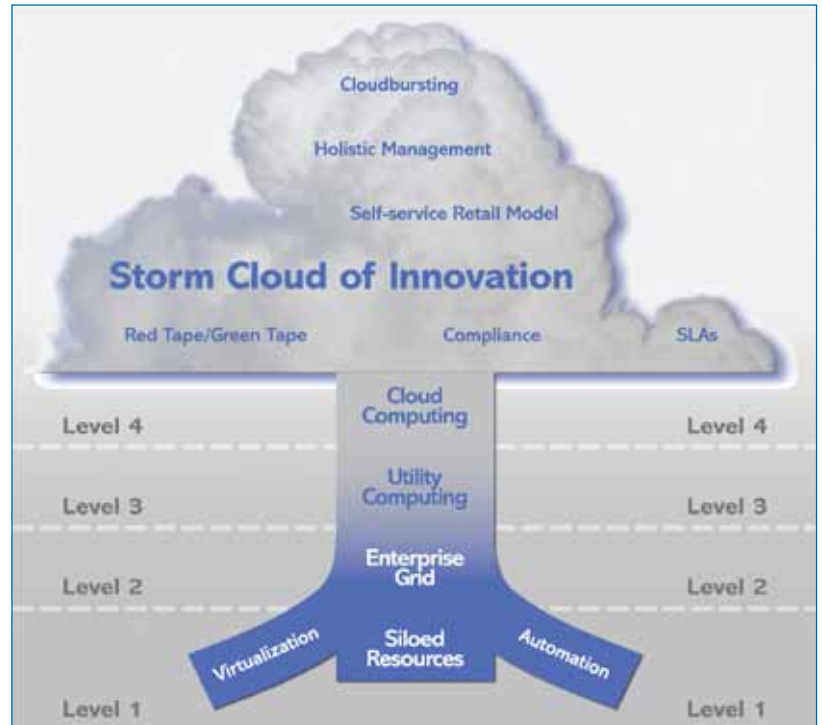 Cloudbursting
Holistic Management
Self-service Retail Model
Storm Cloud of Innovation
Red Tape/Green Tape
Compliance
SLAs
Cloud
Computing
Level 4
Level 4
Utility
Computing
Level 3
Level 3
Enterprise
Grid
Level 2
Level 2
Virtualization
Siloed
Resources
Automation
Level 1
Level 1